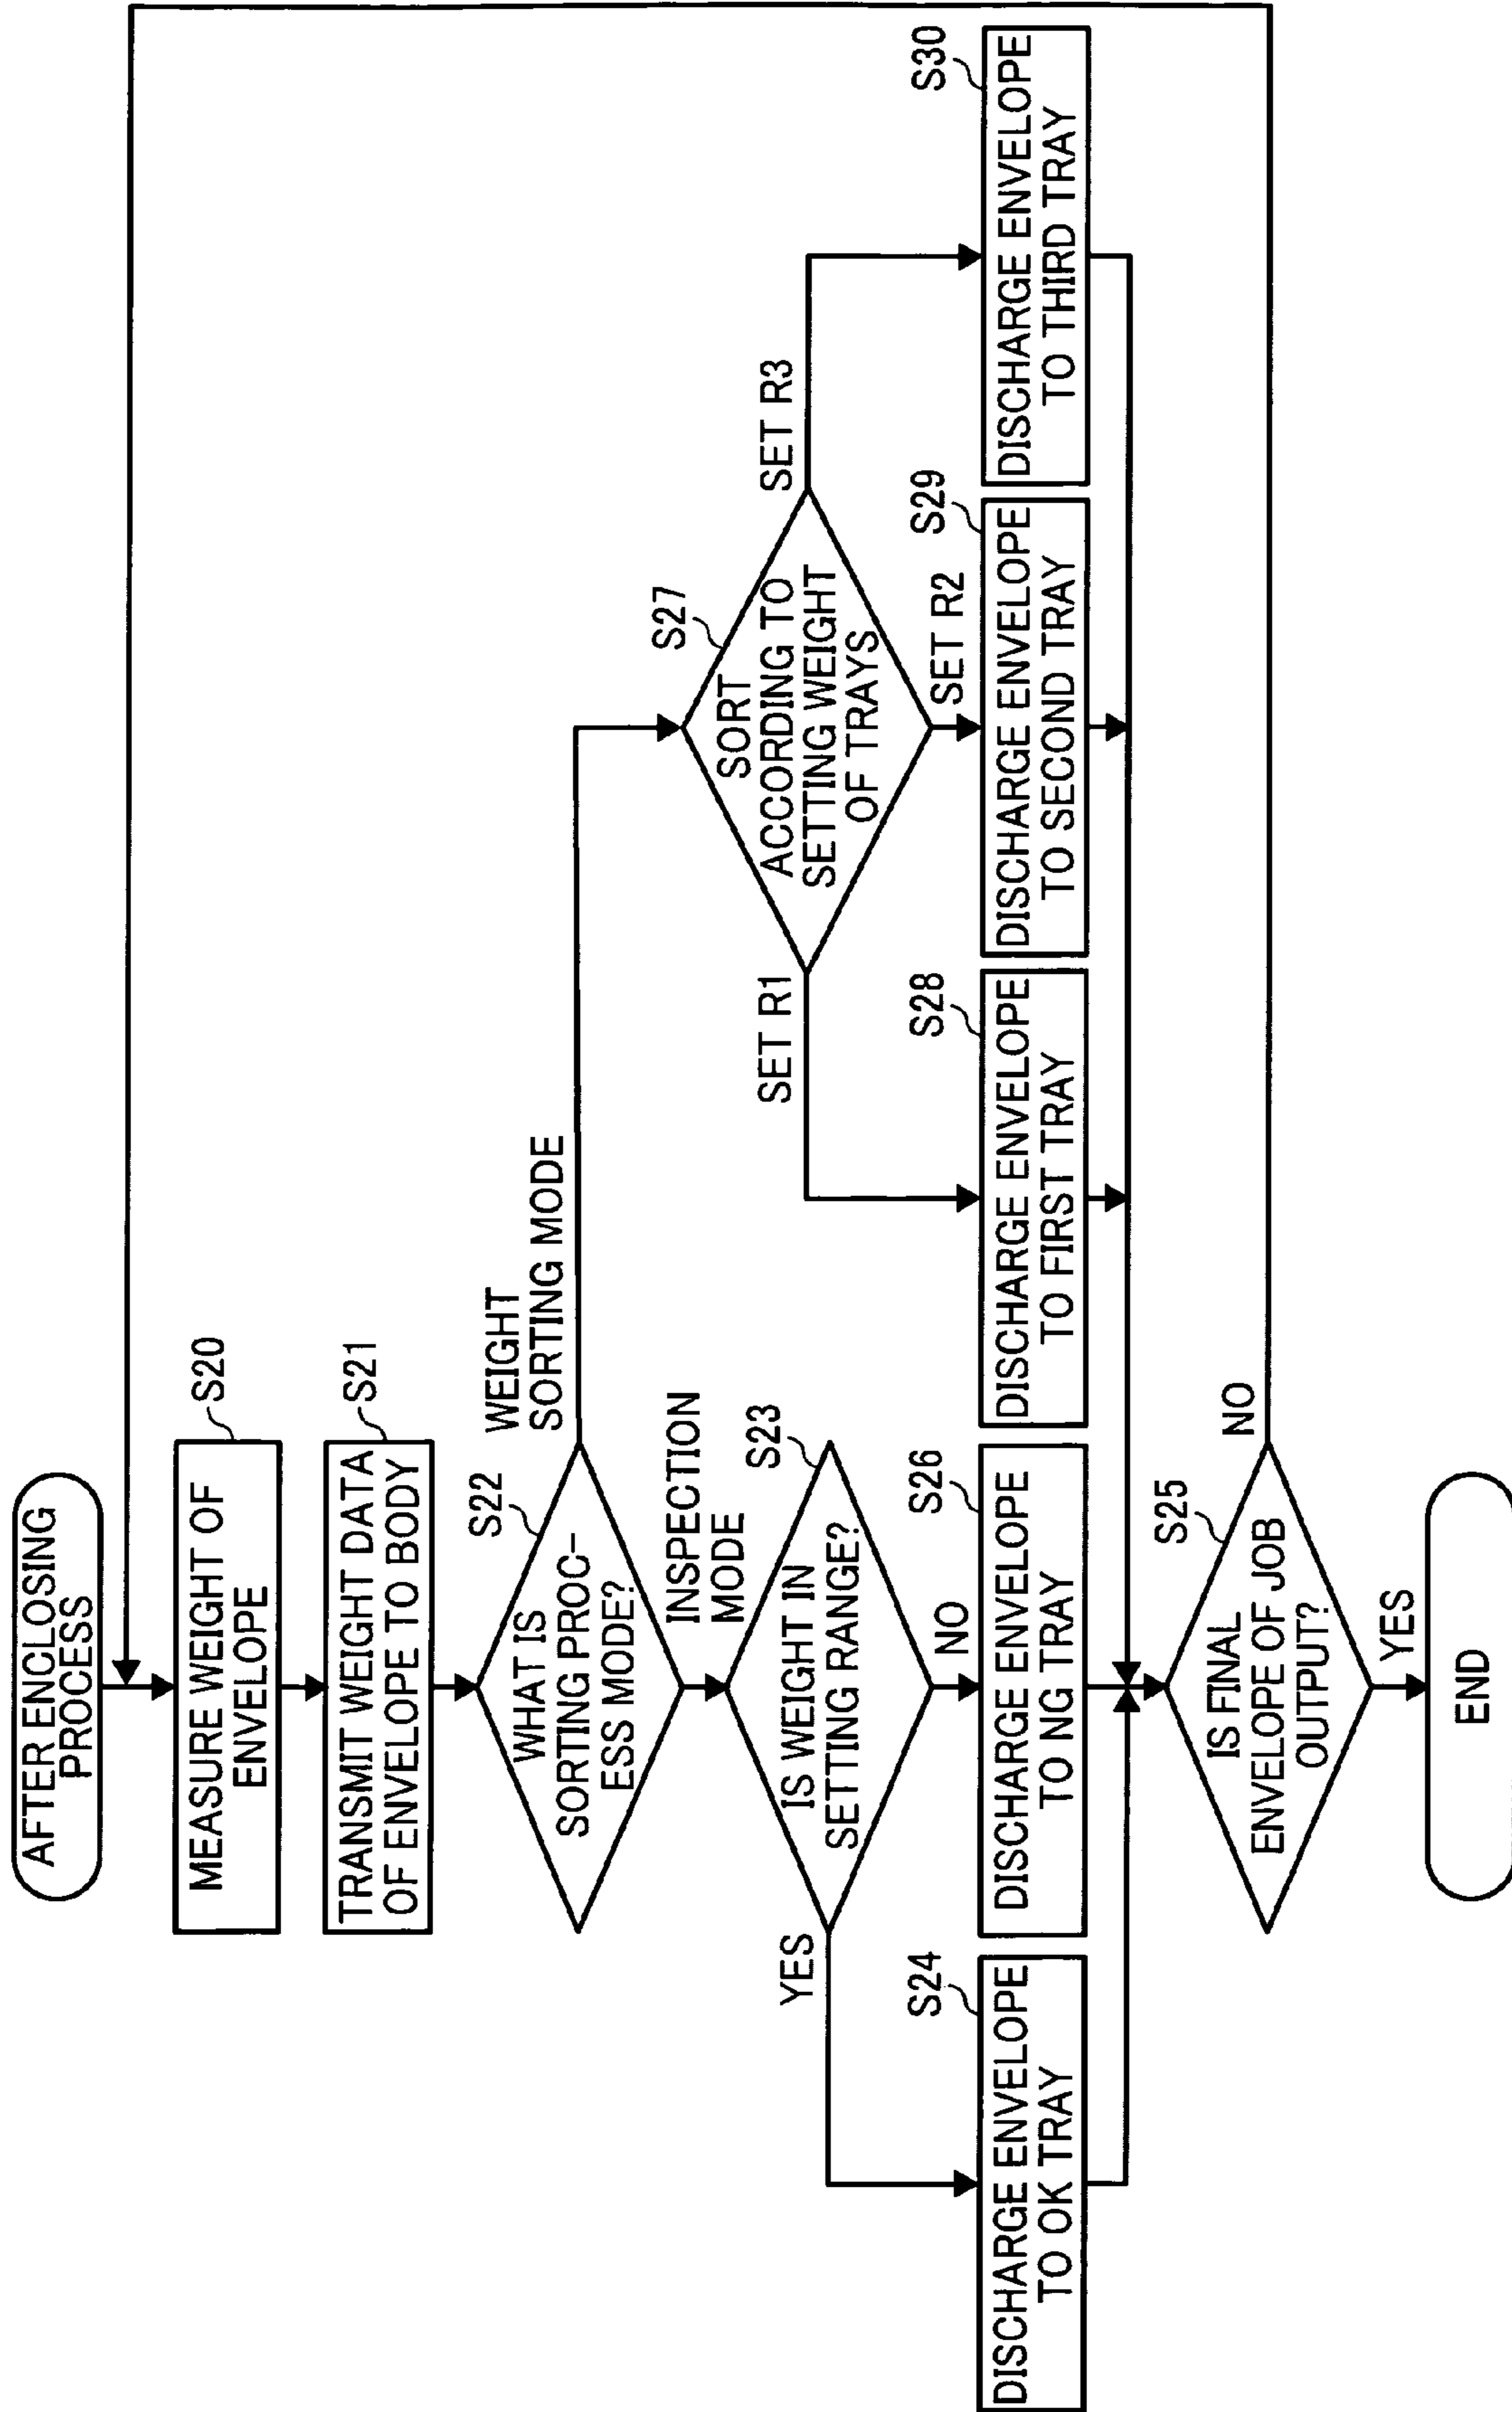 AFTER ENCLOSING
PROCESS
S20
MEASURE WEIGHT OF
ENVELOPE
S21
TRANSMIT WEIGHT DATA
OF ENVELOPE TO BODY
S22
WHAT IS
SORTING PROC-
ESS MODE?
WEIGHT
SORTING MODE
INSPECTION
MODE
S23
IS WEIGHT IN
SETTING RANGE?
YES
NO
S24
DISCHARGE ENVELOPE
TO OK TRAY
S26
DISCHARGE ENVELOPE
TO NG TRAY
S27
SORT
ACCORDING TO
SETTING WEIGHT
OF TRAYS
SET R1
SET R2
SET R3
S28
DISCHARGE ENVELOPE
TO FIRST TRAY
S29
DISCHARGE ENVELOPE
TO SECOND TRAY
S30
DISCHARGE ENVELOPE
TO THIRD TRAY
S25
IS FINAL
ENVELOPE OF JOB
OUTPUT?
NO
YES
END